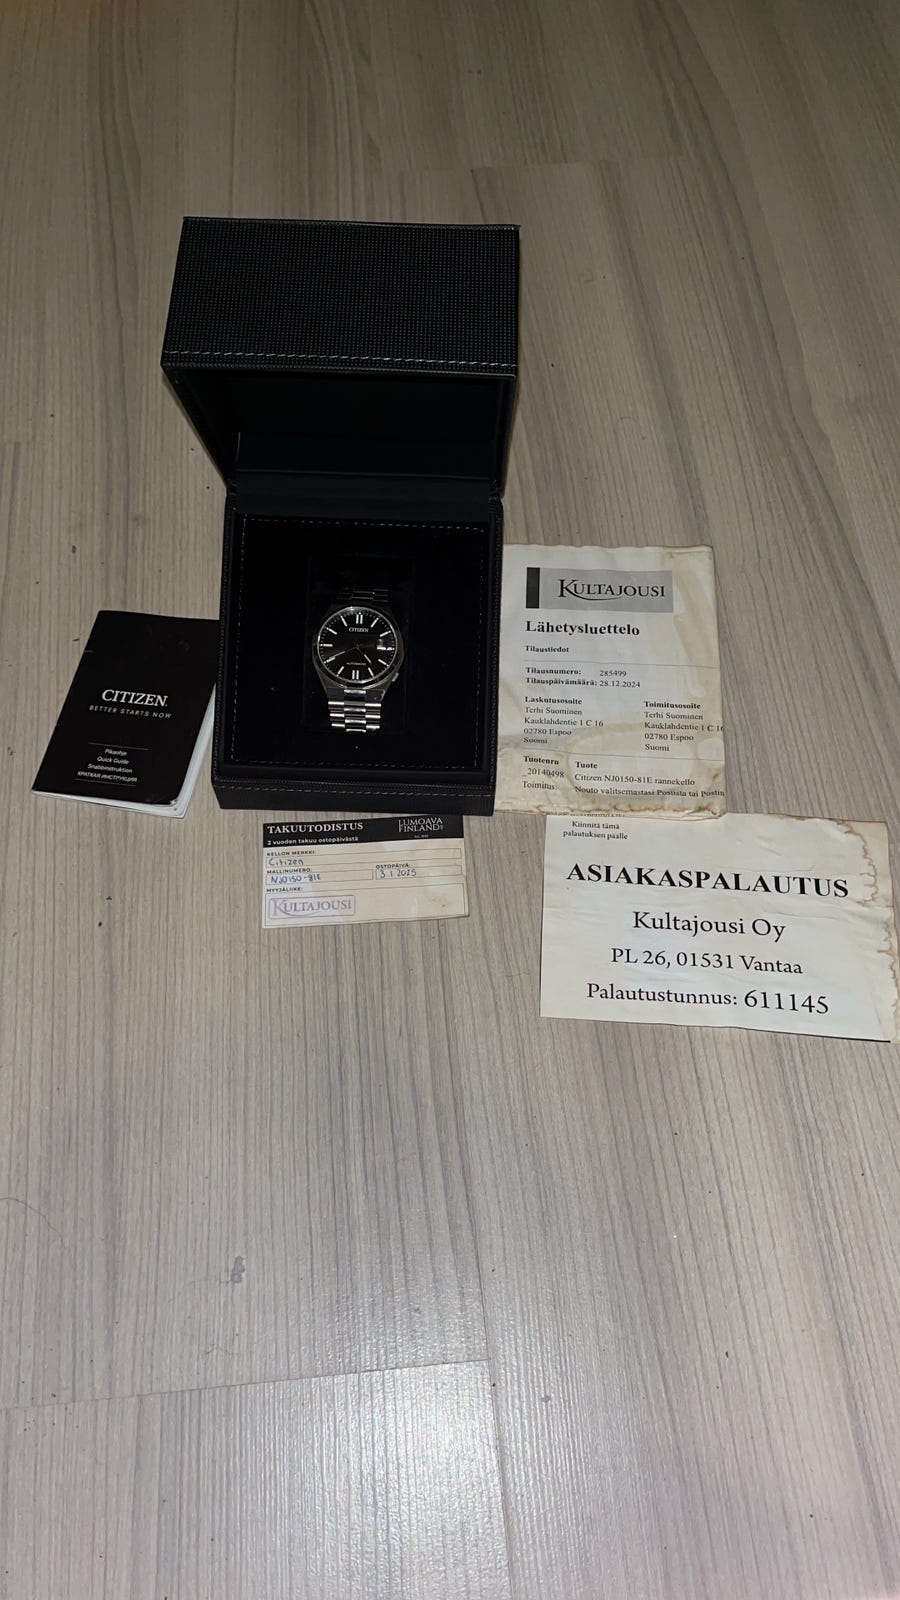 CITIZEN
AUTOMATIC
CITIZEN
BETTER STARTS NOW
Pikaohje
Quick Guide
Snabbinstruktion
КРАТКАЯ ИНСТРУКЦИЯ
KULTAJOUSI
Lähetysluettelo
Tilaustiedot
Tilausnumero: 285499
Tilauspäivämäärä: 28.12.2024
Laskutusosoite Toimitusosoite
Terhi Suominen Terhi Suominen
Kauklahdentie 1 C 16 Kauklahdentie 1 C 16
02780 Espoo 02780 Espoo
Suomi Suomi
Tuotenro Tuote
_20140498 Citizen NJ0150-81E rannekello
Toimitus Nouto valitsemastasi Postista tai postin
TAKUUTODISTUS LUMOAVA
2 vuoden takuu ostopäivästä FINLAND
KELLON MERKKI:
Citizen
MALLINUMERO: OSTOPÄIVÄ:
NJ0150-81E 3.1.2025
MYYJÄLIIKE:
KULTAJOUSI
Kiinnitä tämä
palautuksen päälle
ASIAKASPALAUTUS
Kultajousi Oy
PL 26, 01531 Vantaa
Palautustunnus: 611145